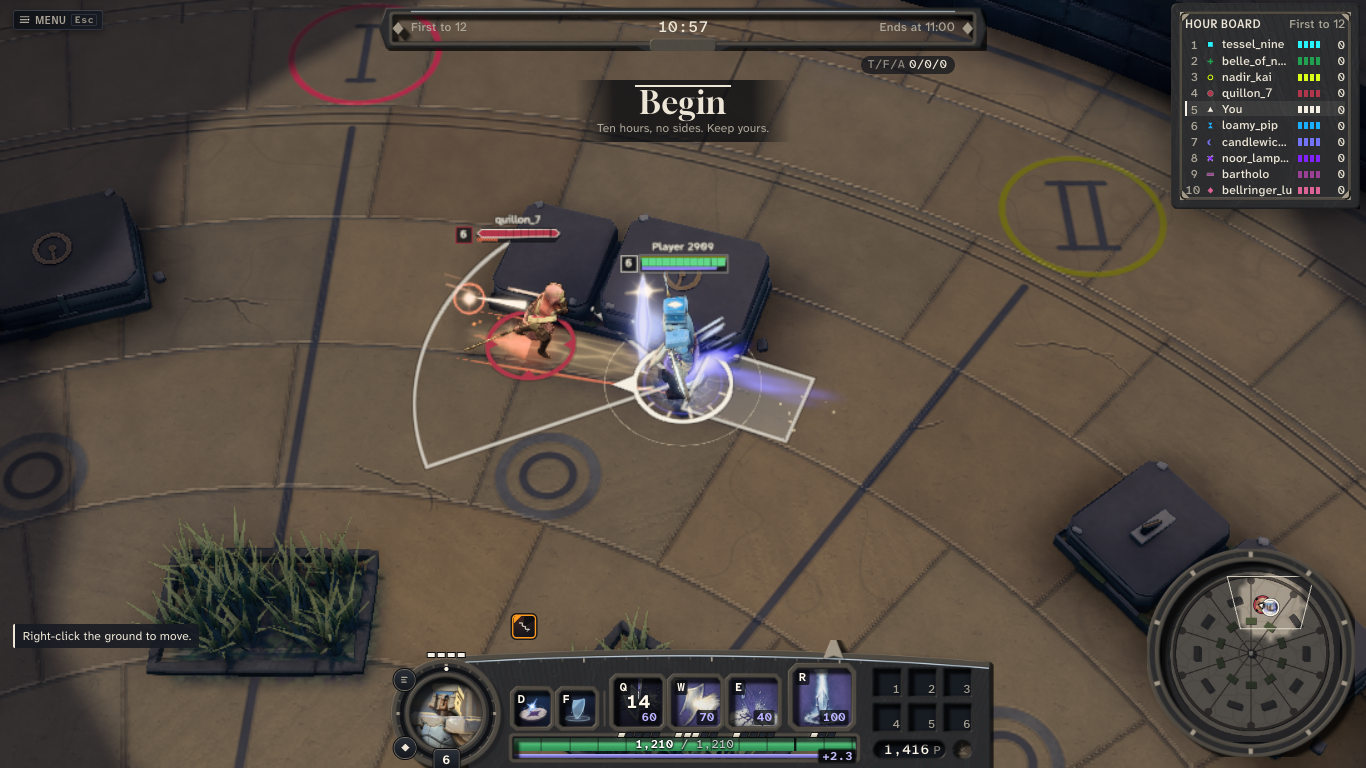 MENU Esc
First to 12
10:57
Ends at 11:00
T/F/A 0/0/0
Begin
Ten hours, no sides. Keep yours.
HOUR BOARD First to 12
1 tessel_nine 0
2 belle_of_n... 0
3 nadir_kai 0
4 quillon_7 0
5 You 0
6 loamy_pip 0
7 candlewic... 0
8 noor_lamp... 0
9 bartholo 0
10 bellringer_lu 0
I
II
quillon_7
6
Player 2909
6
Right-click the ground to move.
D F Q W E R
14
60 70 40 100
1,210 / 1,210
+2.3
6
1 2 3
4 5 6
1,416 P